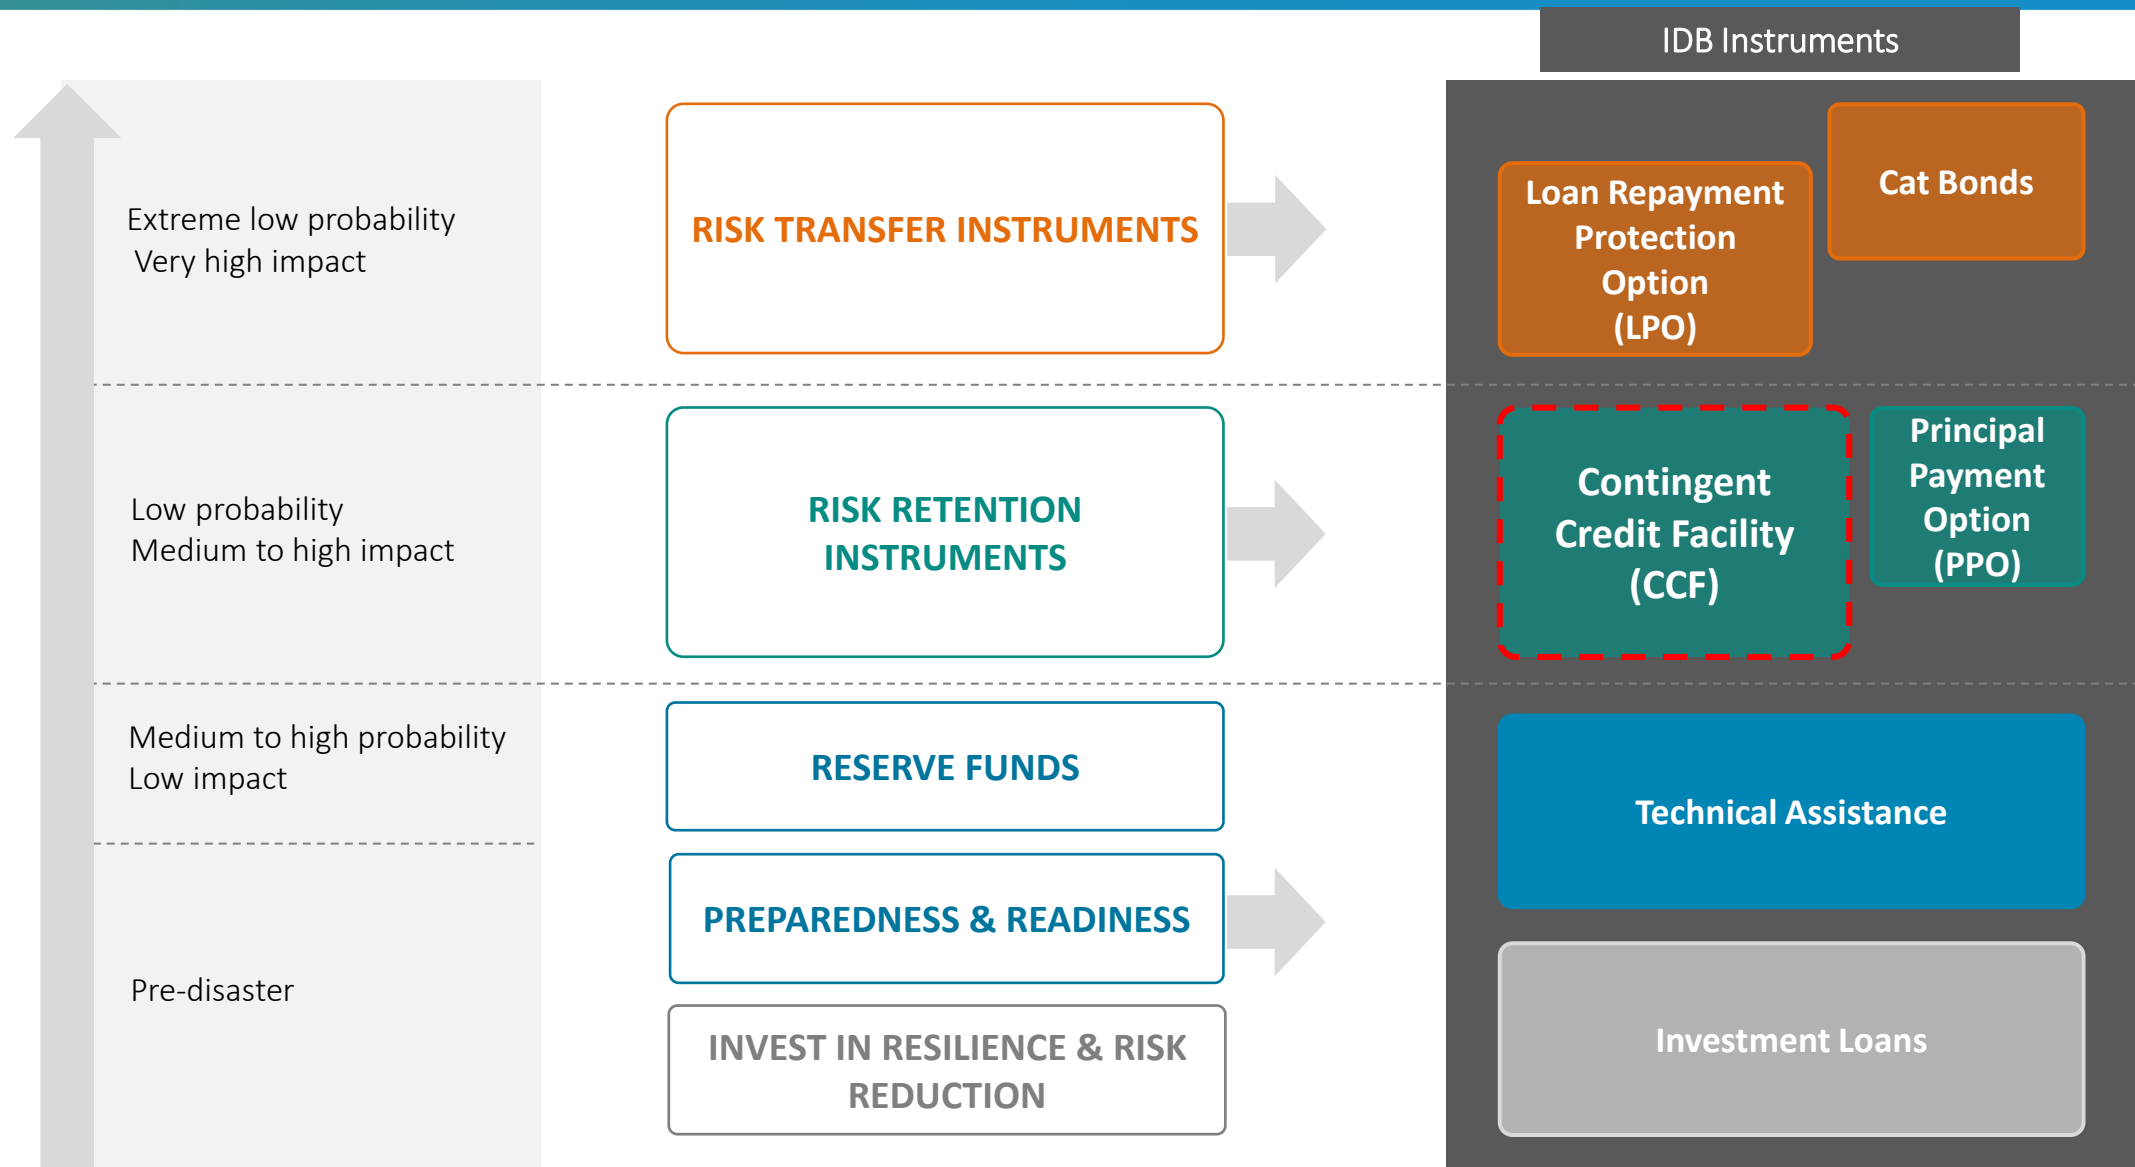 IDB Instruments
Extreme low probability
Very high impact
RISK TRANSFER INSTRUMENTS
Loan Repayment
Protection
Option
(LPO)
Cat Bonds
Low probability
Medium to high impact
RISK RETENTION
INSTRUMENTS
Contingent
Credit Facility
(CCF)
Principal
Payment
Option
(PPO)
Medium to high probability
Low impact
RESERVE FUNDS
Technical Assistance
Pre-disaster
PREPAREDNESS & READINESS
INVEST IN RESILIENCE & RISK
REDUCTION
Investment Loans